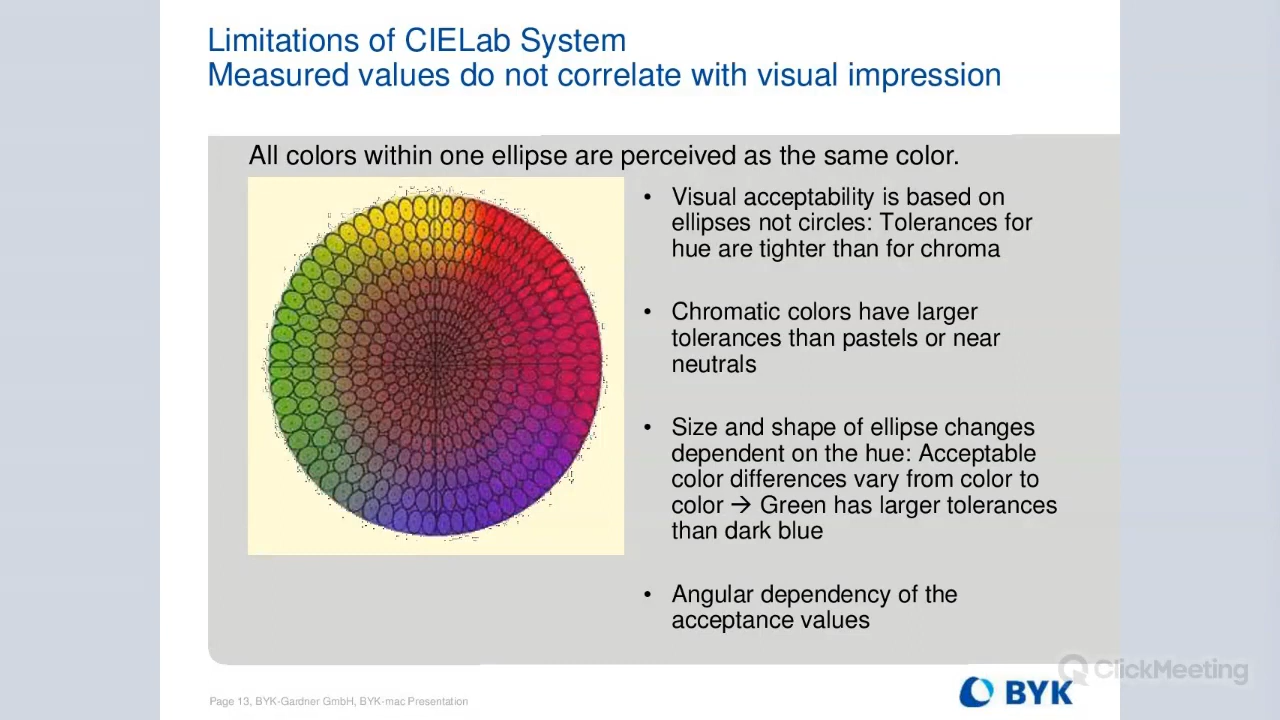 Limitations of CIELab System
Measured values do not correlate with visual impression
All colors within one ellipse are perceived as the same color.
• Visual acceptability is based on
ellipses not circles: Tolerances for
hue are tighter than for chroma
• Chromatic colors have larger
tolerances than pastels or near
neutrals
• Size and shape of ellipse changes
dependent on the hue: Acceptable
color differences vary from color to
color → Green has larger tolerances
than dark blue
• Angular dependency of the
acceptance values
Page 13, BYK-Gardner GmbH, BYK-mac Presentation
BYK
ClickMeeting